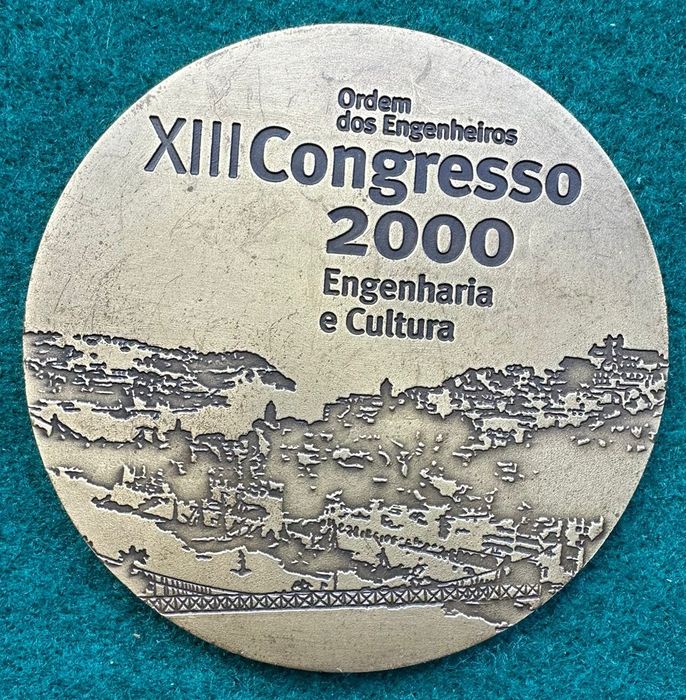 Ordem
dos Engenheiros
XIII Congresso
2000
Engenharia
e Cultura